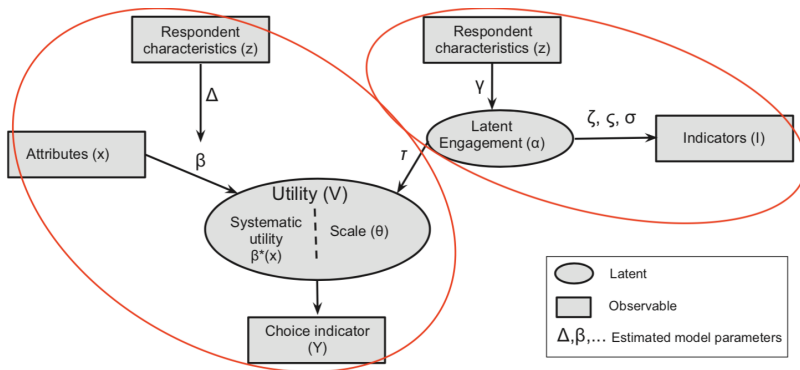 Respondent
characteristics (z)
Respondent
characteristics (z)
Δ
γ
Attributes (x)
β
Latent
Engagement (α)
ζ, ς, σ
Indicators (I)
τ
Utility (V)
Systematic
utility
β*(x)
Scale (θ)
Choice indicator
(Y)
Latent
Observable
Δ,β,... Estimated model parameters